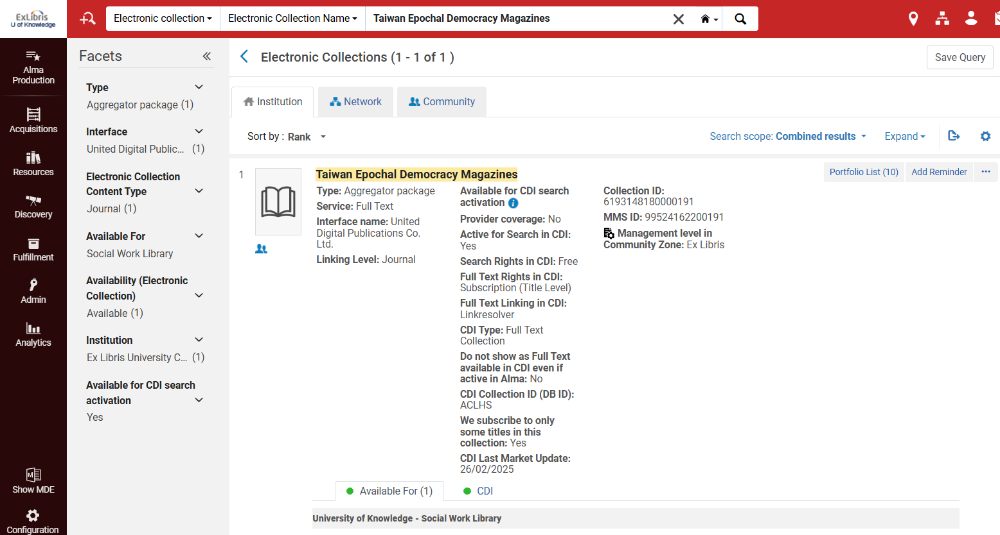 ExLibris
U of Knowledge
Electronic collection
Electronic Collection Name
Taiwan Epochal Democracy Magazines
Alma
Production
Acquisitions
Resources
Discovery
Fulfillment
Admin
Analytics
Show MDE
Configuration
Facets
Type
Aggregator package (1)
Interface
United Digital Public... (1)
Electronic Collection
Content Type
Journal (1)
Available For
Social Work Library
Availability (Electronic
Collection)
Available (1)
Institution
Ex Libris University C... (1)
Available for CDI search
activation
Yes
Electronic Collections (1 - 1 of 1 )
Save Query
Institution
Network
Community
Sort by : Rank
Search scope: Combined results
Expand
1
Taiwan Epochal Democracy Magazines
Portfolio List (10)
Add Reminder
Type: Aggregator package
Service: Full Text
Interface name: United
Digital Publications Co.
Ltd.
Linking Level: Journal
Available for CDI search
activation
Provider coverage: No
Active for Search in CDI:
Yes
Search Rights in CDI: Free
Full Text Rights in CDI:
Subscription (Title Level)
Full Text Linking in CDI:
Linkresolver
CDI Type: Full Text
Collection
Do not show as Full Text
available in CDI even if
active in Alma: No
CDI Collection ID (DB ID):
ACLHS
We subscribe to only
some titles in this
collection: Yes
CDI Last Market Update:
26/02/2025
Collection ID:
6193148180000191
MMS ID: 99524162200191
Management level in
Community Zone: Ex Libris
Available For (1)
CDI
University of Knowledge - Social Work Library